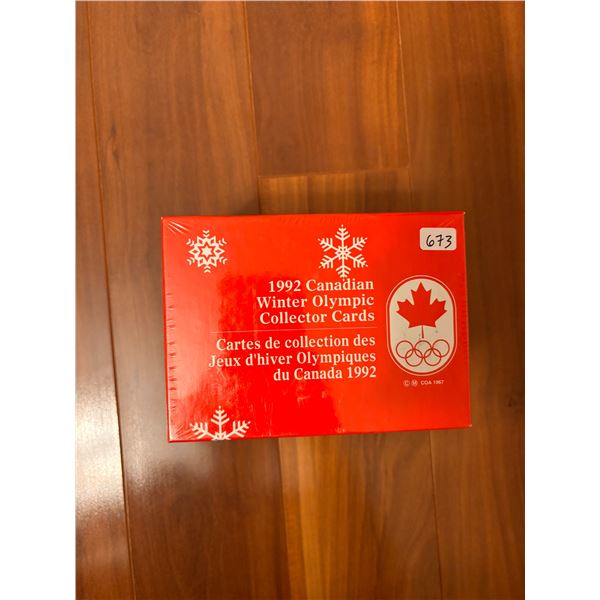 673
1992 Canadian
Winter Olympic
Collector Cards
Cartes de collection des
Jeux d'hiver Olympiques
du Canada 1992
© Ⓜ COA 1967